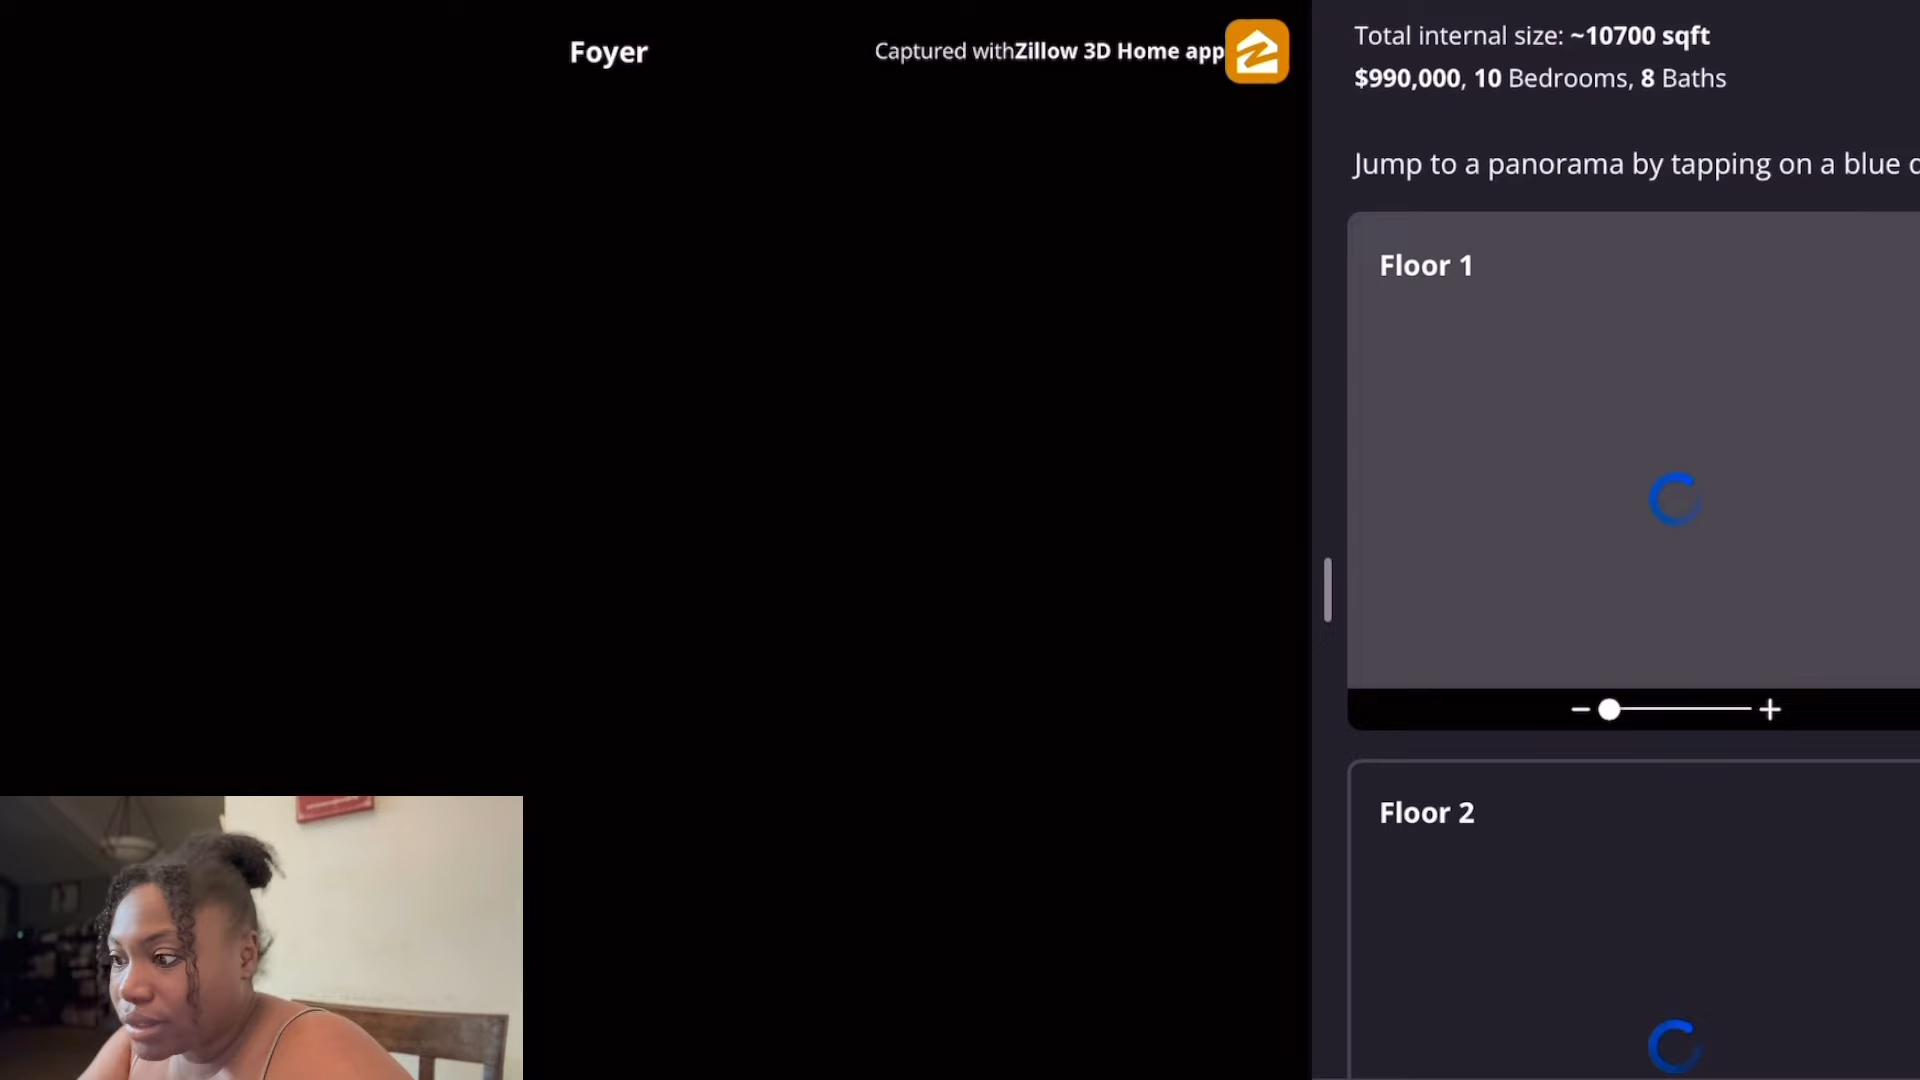 Foyer
Captured withZillow 3D Home app
Total internal size: ~10700 sqft
$990,000, 10 Bedrooms, 8 Baths
Jump to a panorama by tapping on a blue
Floor 1
Floor 2